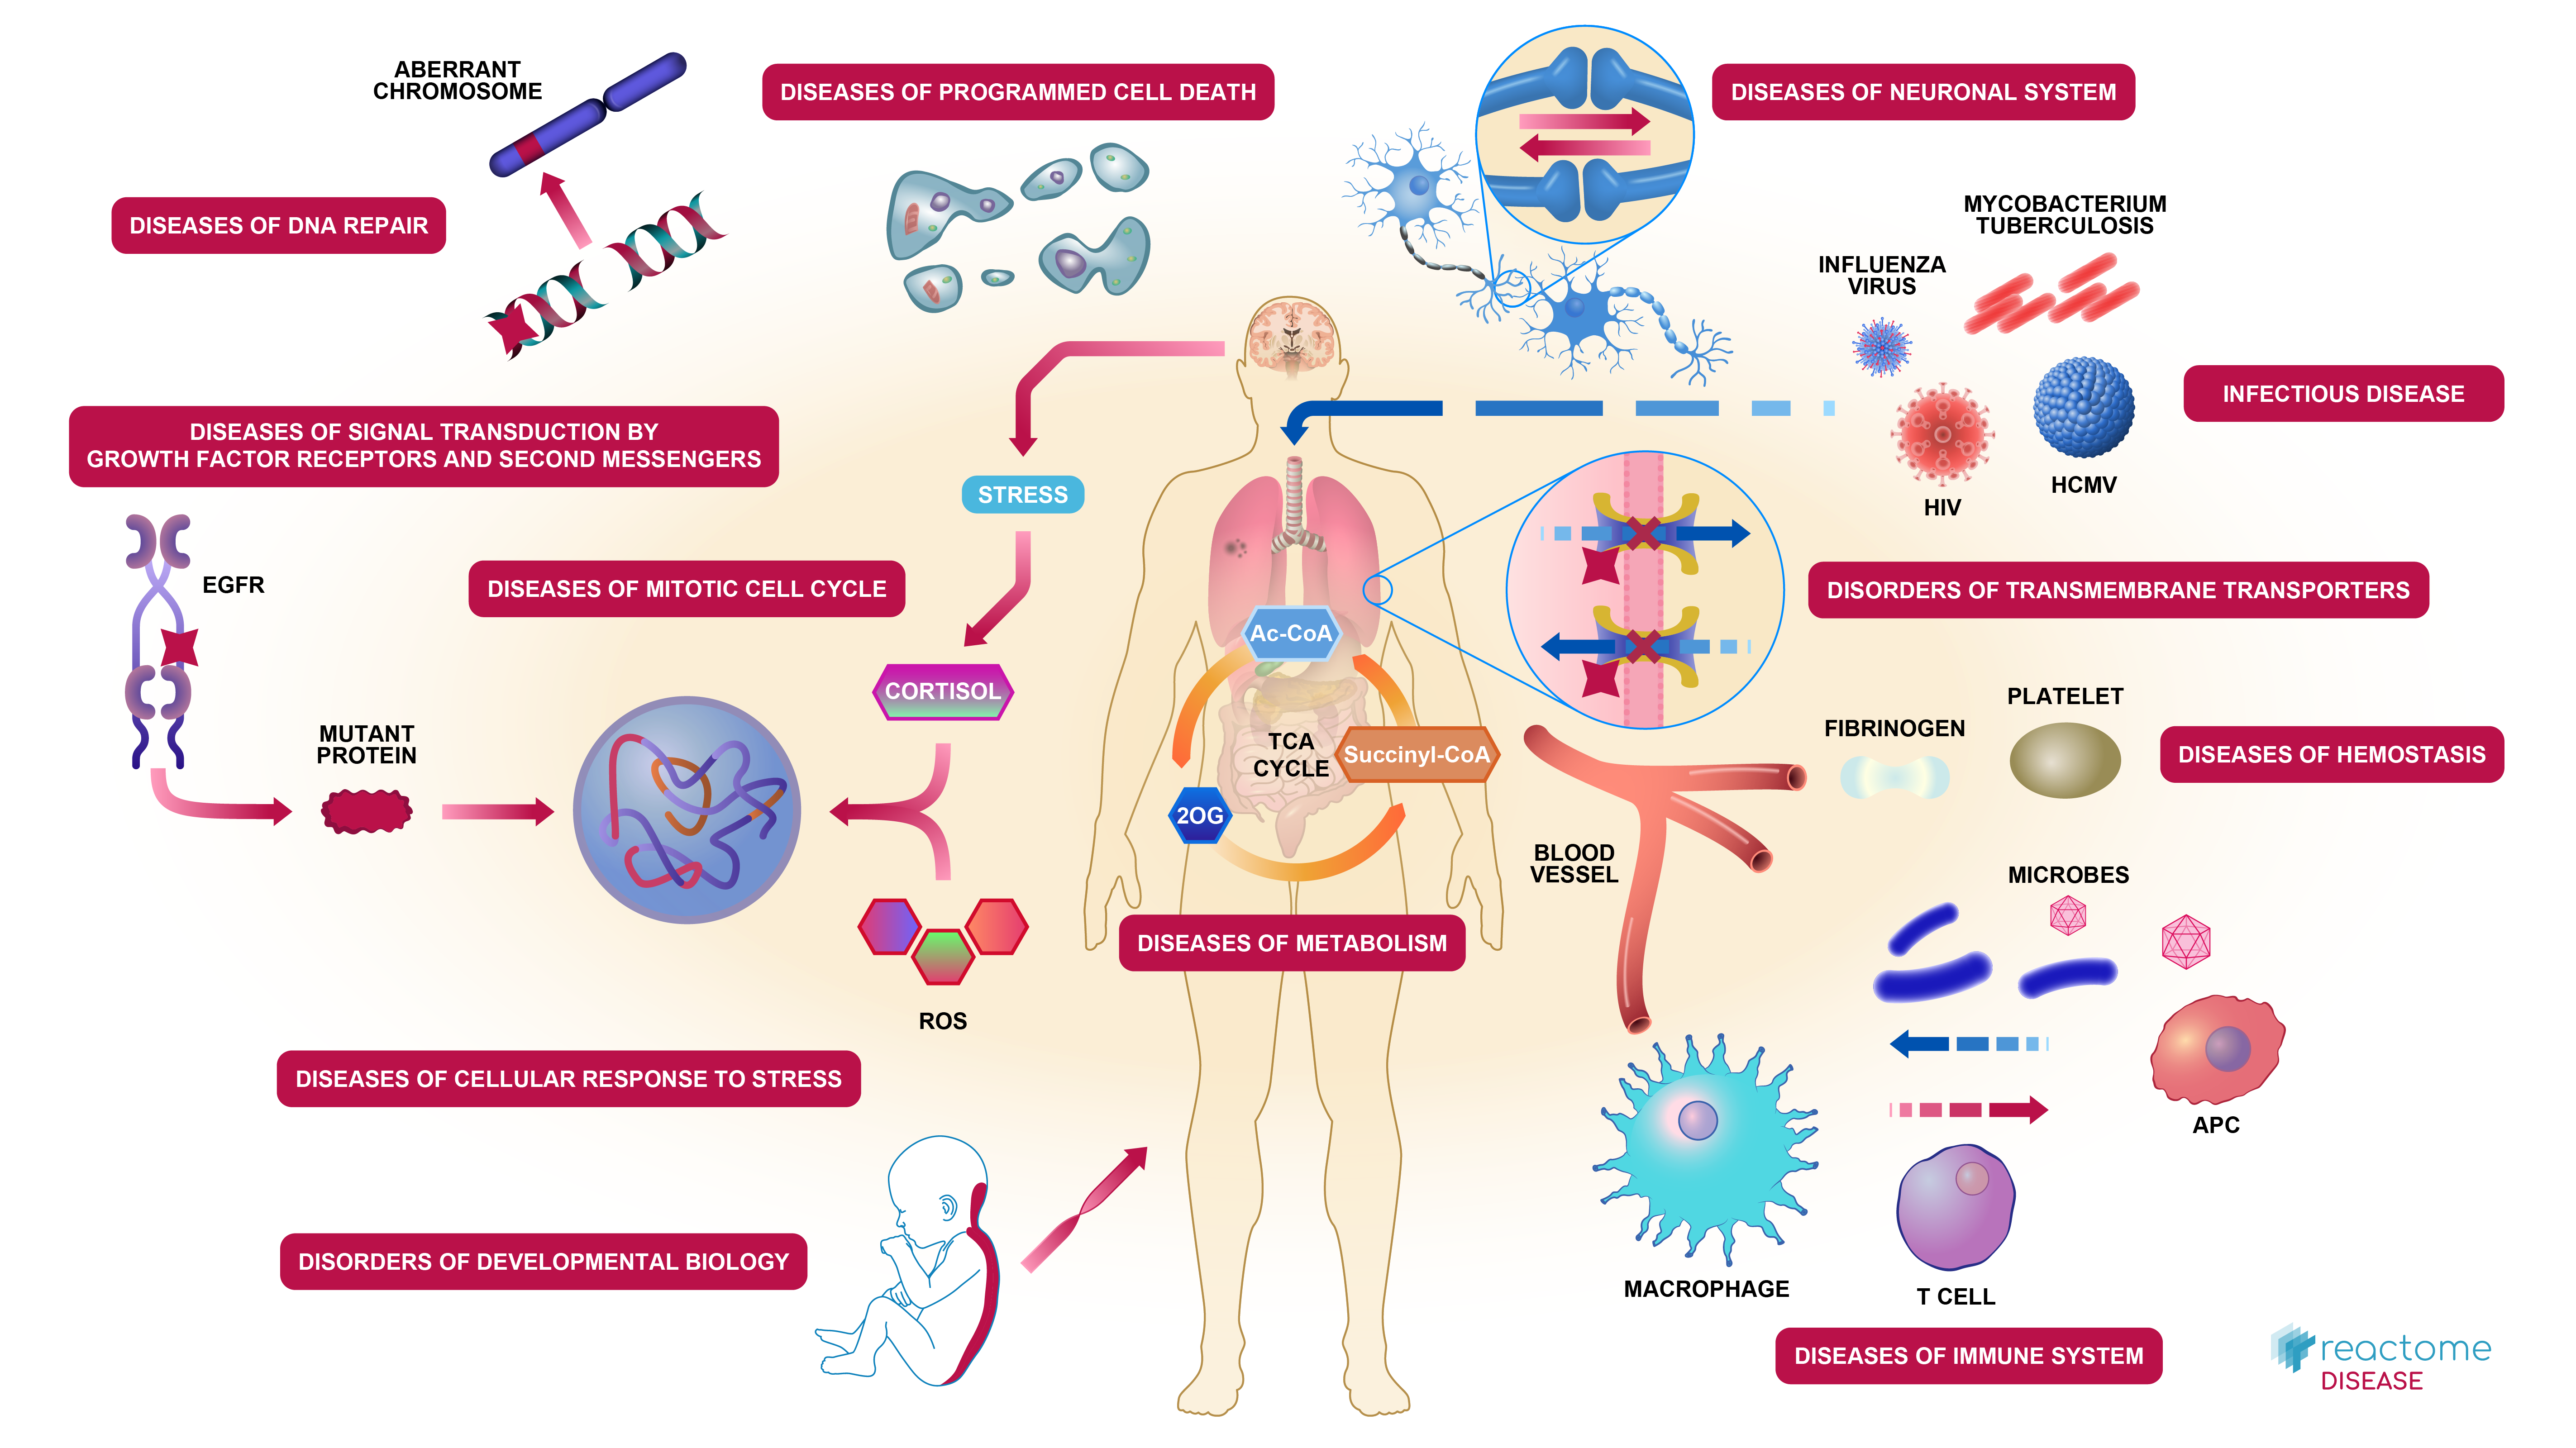 ABERRANT
CHROMOSOME
DISEASES OF PROGRAMMED CELL DEATH
DISEASES OF NEURONAL SYSTEM
DISEASES OF DNA REPAIR
MYCOBACTERIUM
TUBERCULOSIS
INFLUENZA
VIRUS
INFECTIOUS DISEASE
DISEASES OF SIGNAL TRANSDUCTION BY
GROWTH FACTOR RECEPTORS AND SECOND MESSENGERS
STRESS
HIV
HCMV
EGFR
DISEASES OF MITOTIC CELL CYCLE
DISORDERS OF TRANSMEMBRANE TRANSPORTERS
Ac-CoA
CORTISOL
PLATELET
FIBRINOGEN
MUTANT
PROTEIN
TCA
CYCLE
Succinyl-CoA
DISEASES OF HEMOSTASIS
2OG
BLOOD
VESSEL
MICROBES
DISEASES OF METABOLISM
ROS
DISEASES OF CELLULAR RESPONSE TO STRESS
APC
DISORDERS OF DEVELOPMENTAL BIOLOGY
MACROPHAGE
T CELL
DISEASES OF IMMUNE SYSTEM
reactome
DISEASE